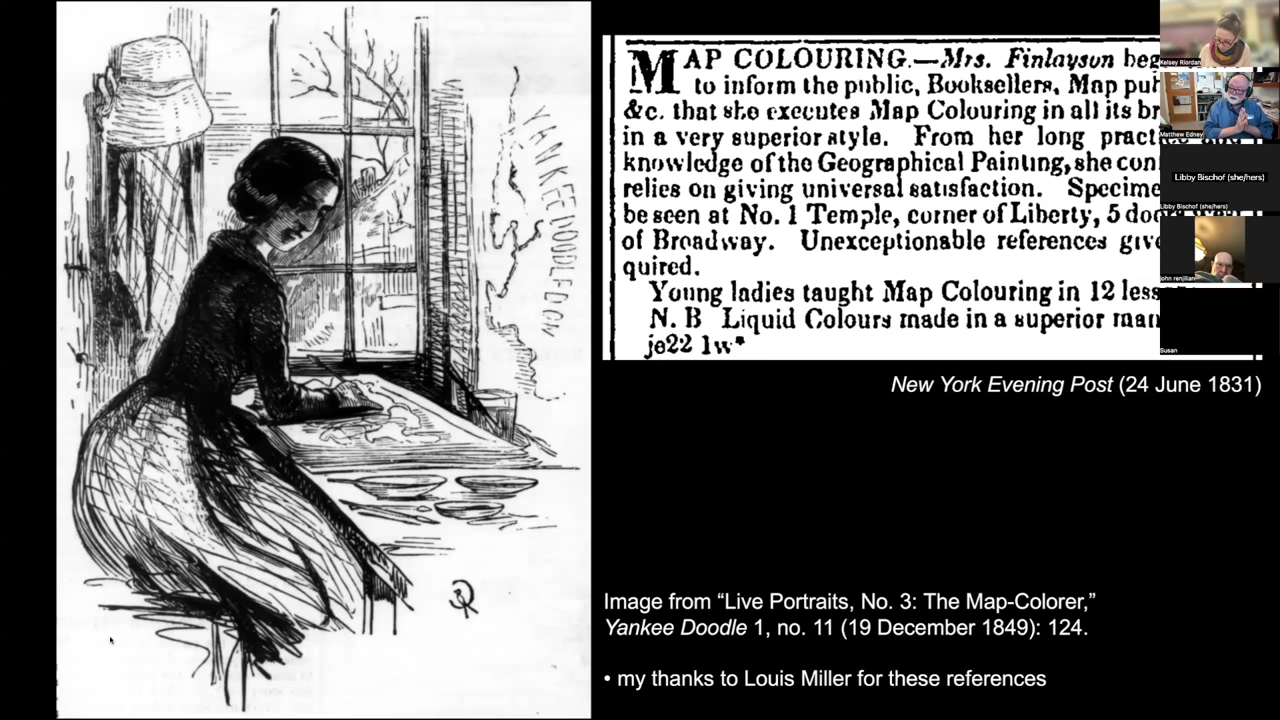 YANKEE DOODLEDOM
MAP COLOURING.—Mrs. Finlayson beg
to inform the public, Booksellers, Map pu
&c. that she executes Map Colouring in all its br
in a very superior style. From her long practice and
knowledge of the Geographical Painting, she con
relies on giving universal satisfaction. Specime
be seen at No. 1 Temple, corner of Liberty, 5 doors
of Broadway. Unexceptionable references give
quired.
Young ladies taught Map Colouring in 12 less
N. B Liquid Colours made in a superior man
je22 1w*
New York Evening Post (24 June 1831)
Image from “Live Portraits, No. 3: The Map-Colorer,”
Yankee Doodle 1, no. 11 (19 December 1849): 124.
• my thanks to Louis Miller for these references
Kelsey Riordan
Matthew Edney
Libby Bischof (she/hers)
Libby Bischof (she/hers)
john renjilian
Susan